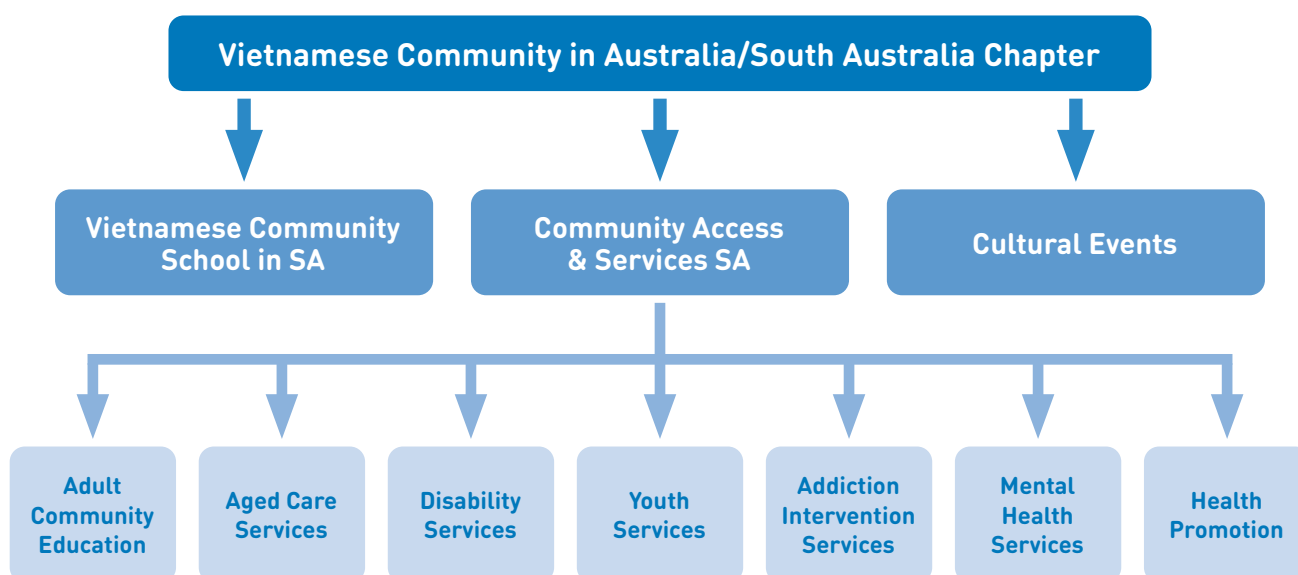 Vietnamese Community in Australia/South Australia Chapter
Vietnamese Community
School in SA
Community Access
& Services SA
Cultural Events
Adult
Community
Education
Aged Care
Services
Disability
Services
Youth
Services
Addiction
Intervention
Services
Mental
Health
Services
Health
Promotion